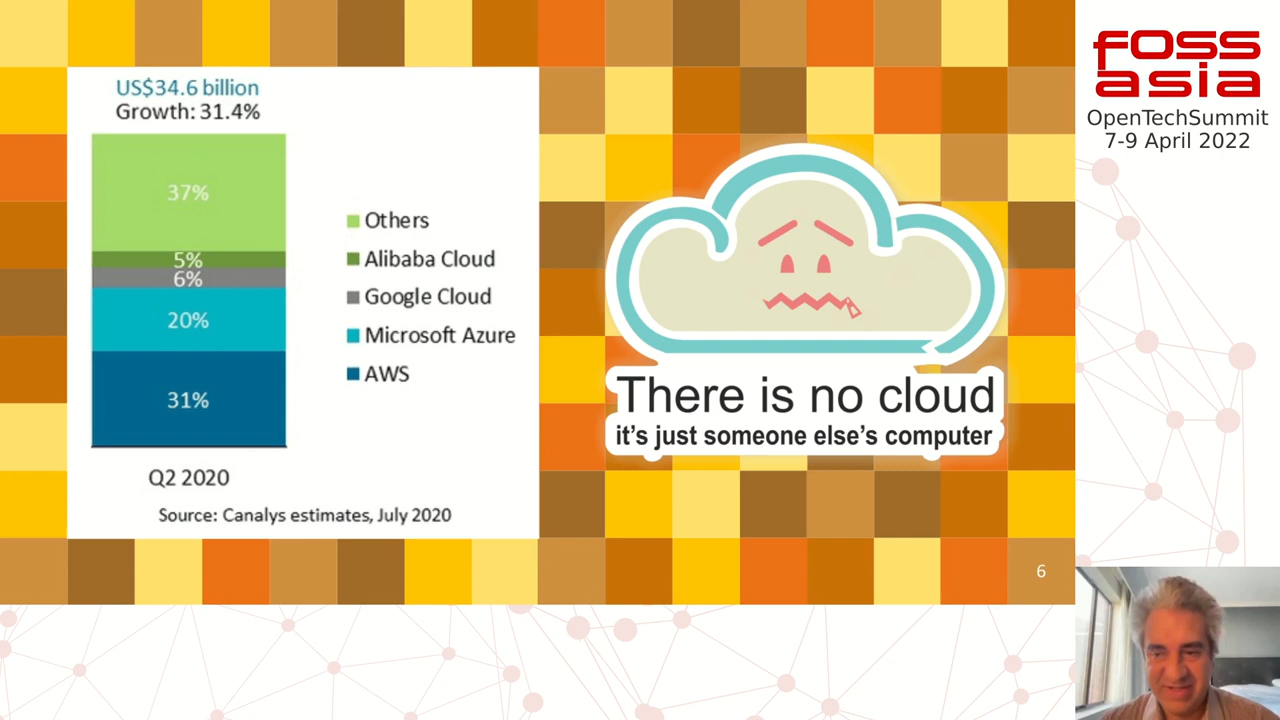 US$34.6 billion
Growth: 31.4%
37%
5%
6%
20%
31%
Q2 2020
Others
Alibaba Cloud
Google Cloud
Microsoft Azure
AWS
Source: Canalys estimates, July 2020
There is no cloud
it's just someone else's computer
6
FOSS
asia
OpenTechSummit
7-9 April 2022